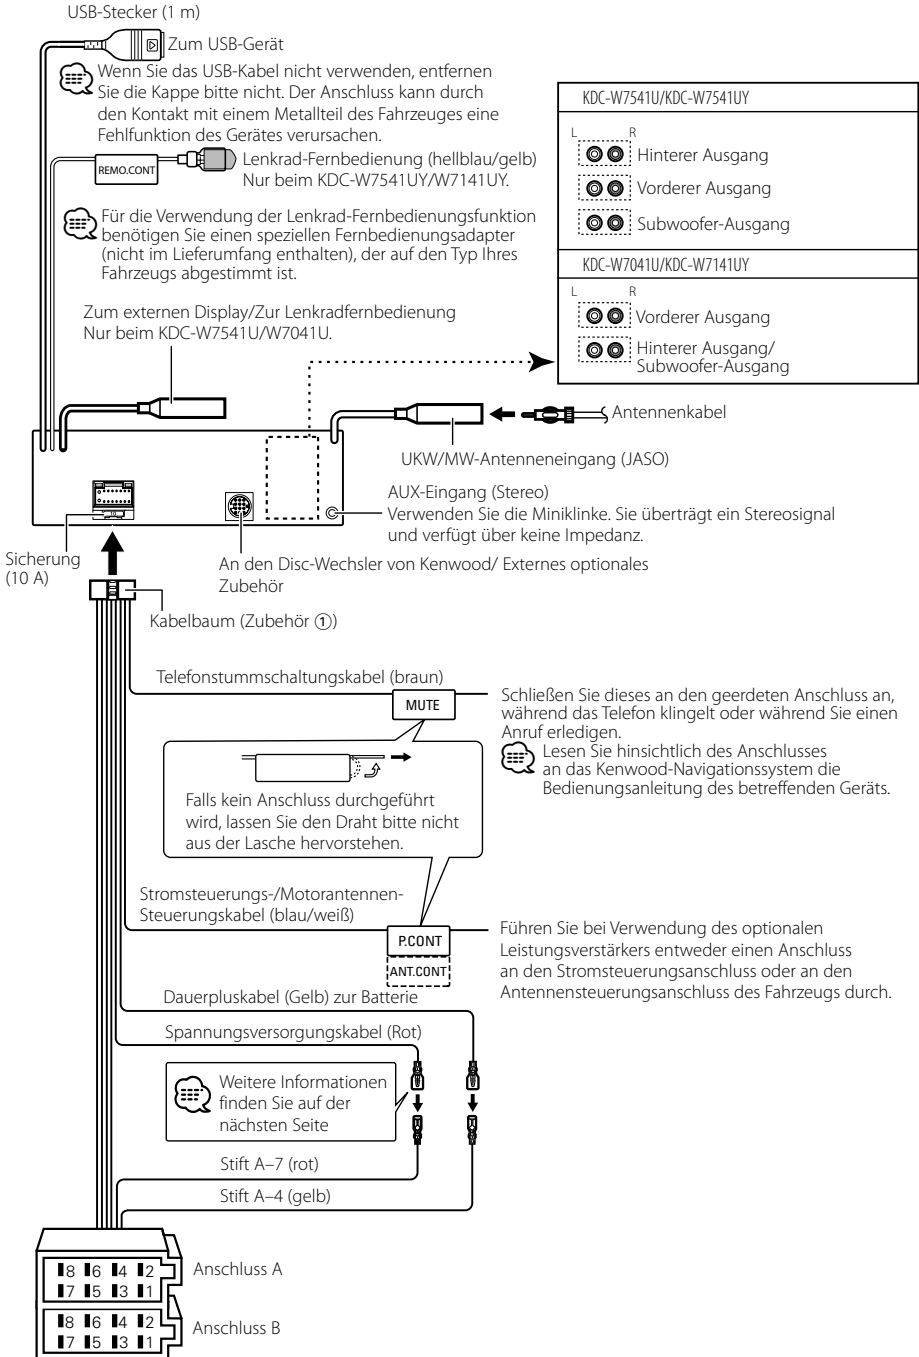 USB-Stecker (1 m)
Zum USB-Gerät
Wenn Sie das USB-Kabel nicht verwenden, entfernen
Sie die Kappe bitte nicht. Der Anschluss kann durch
den Kontakt mit einem Metallteil des Fahrzeuges eine
Fehlfunktion des Gerätes verursachen.
REMO.CONT
Lenkrad-Fernbedienung (hellblau/gelb)
Nur beim KDC-W7541UY/W7141UY.
Für die Verwendung der Lenkrad-Fernbedienungsfunktion
benötigen Sie einen speziellen Fernbedienungsadapter
(nicht im Lieferumfang enthalten), der auf den Typ Ihres
Fahrzeugs abgestimmt ist.
Zum externen Display/Zur Lenkradfernbedienung
Nur beim KDC-W7541U/W7041U.
KDC-W7541U/KDC-W7541UY
L R
Hinterer Ausgang
Vorderer Ausgang
Subwoofer-Ausgang
KDC-W7041U/KDC-W7141UY
L R
Vorderer Ausgang
Hinterer Ausgang/
Subwoofer-Ausgang
Antennenkabel
UKW/MW-Antenneneingang (JASO)
AUX-Eingang (Stereo)
Verwenden Sie die Miniklinke. Sie überträgt ein Stereosignal
und verfügt über keine Impedanz.
Sicherung
(10 A)
An den Disc-Wechsler von Kenwood/ Externes optionales
Zubehör
Kabelbaum (Zubehör ①)
Telefonstummschaltungskabel (braun)
MUTE
Schließen Sie dieses an den geerdeten Anschluss an,
während das Telefon klingelt oder während Sie einen
Anruf erledigen.
Lesen Sie hinsichtlich des Anschlusses
an das Kenwood-Navigationssystem die
Bedienungsanleitung des betreffenden Geräts.
Falls kein Anschluss durchgeführt
wird, lassen Sie den Draht bitte nicht
aus der Lasche hervorstehen.
Stromsteuerungs-/Motorantennen-
Steuerungskabel (blau/weiß)
P.CONT
ANT.CONT
Führen Sie bei Verwendung des optionalen
Leistungsverstärkers entweder einen Anschluss
an den Stromsteuerungsanschluss oder an den
Antennensteuerungsanschluss des Fahrzeugs durch.
Dauerpluskabel (Gelb) zur Batterie
Spannungsversorgungskabel (Rot)
Weitere Informationen
finden Sie auf der
nächsten Seite
Stift A–7 (rot)
Stift A–4 (gelb)
8 6 4 2
7 5 3 1
Anschluss A
8 6 4 2
7 5 3 1
Anschluss B